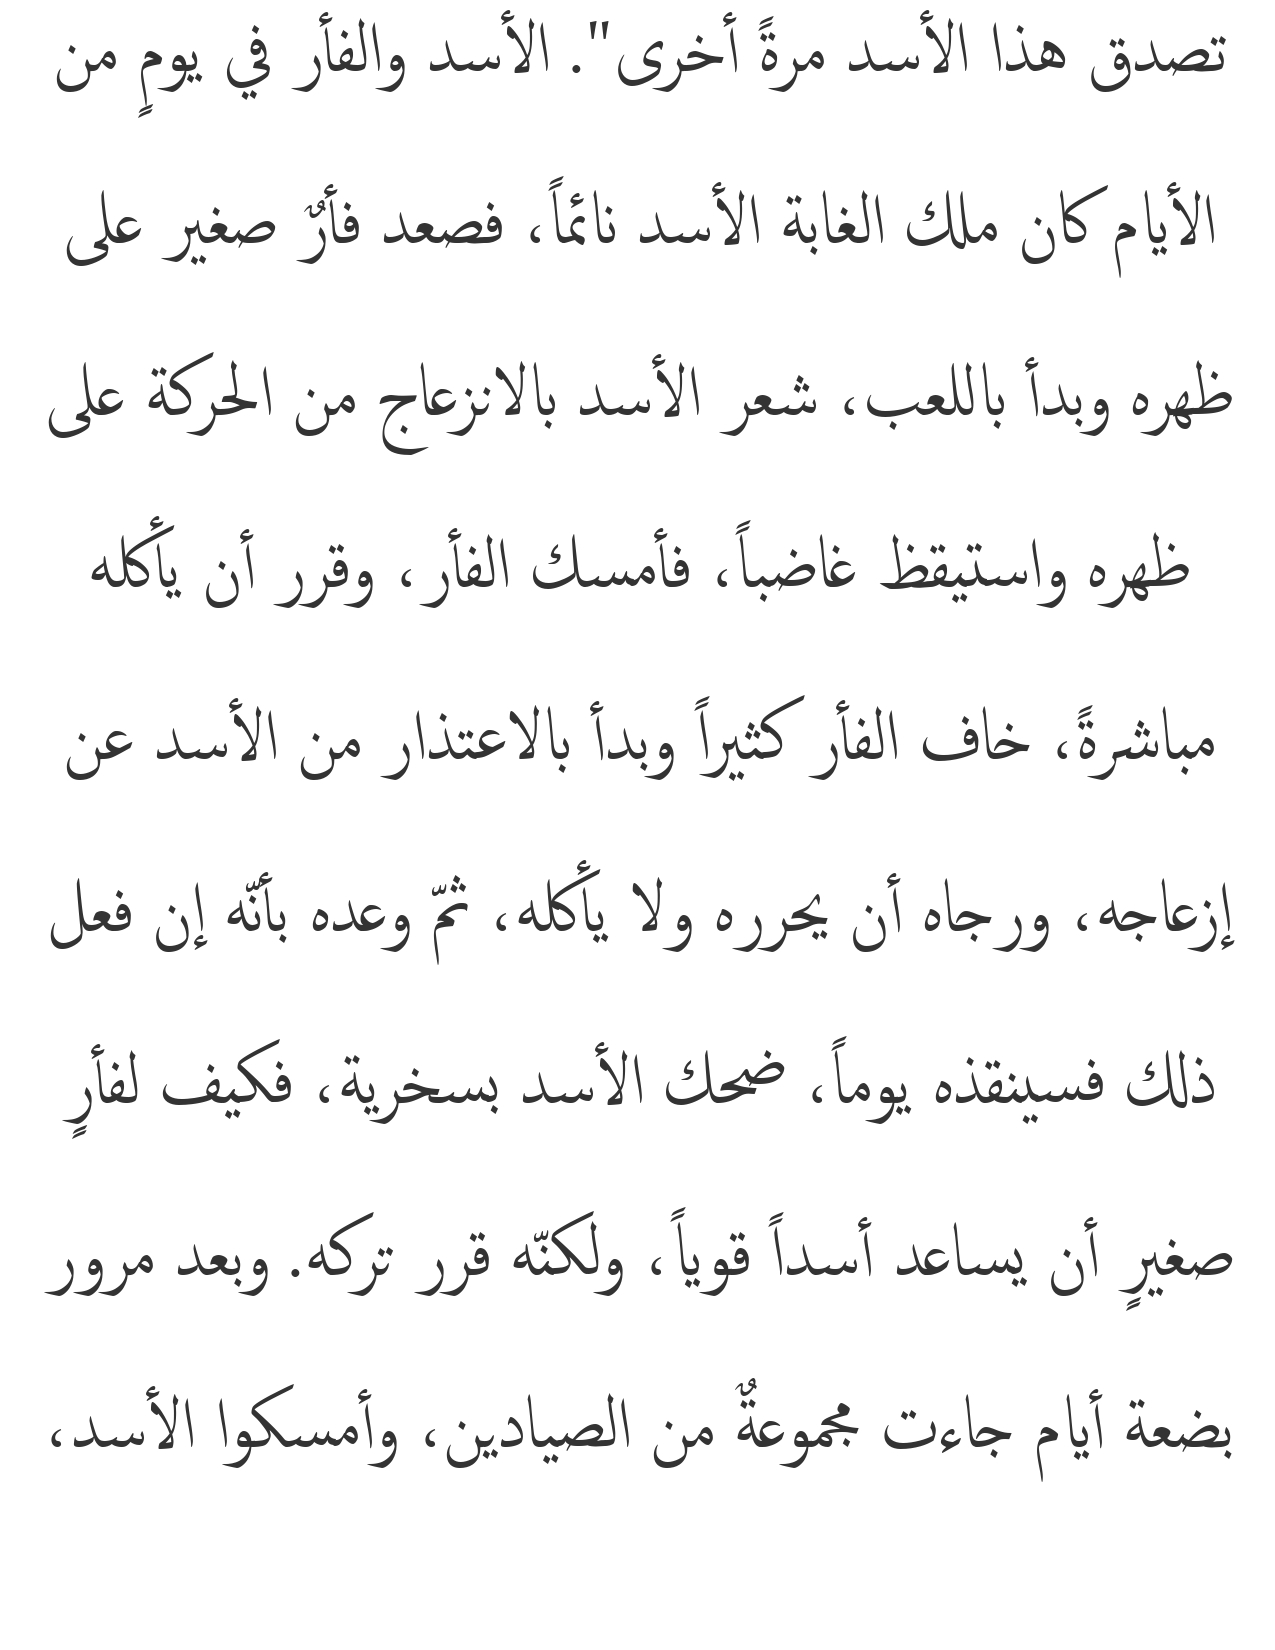 تصدق هذا الأسد مرةً أخرى". الأسد والفأر في يومٍ من
الأيام كان ملك الغابة الأسد نائماً، فصعد فأرٌ صغير على
ظهره وبدأ باللعب، شعر الأسد بالانزعاج من الحركة على
ظهره واستيقظ غاضباً، فأمسك الفأر، وقرر أن يأكله
مباشرةً، خاف الفأر كثيراً وبدأ بالاعتذار من الأسد عن
إزعاجه، ورجاه أن يحرره ولا يأكله، ثمّ وعده بأنّه إن فعل
ذلك فسينقذه يوماً، ضحك الأسد بسخرية، فكيف لفأرٍ
صغيرٍ أن يساعد أسداً قوياً، ولكنّه قرر تركه. وبعد مرور
بضعة أيام جاءت مجموعةٌ من الصيادين، وأمسكوا الأسد،